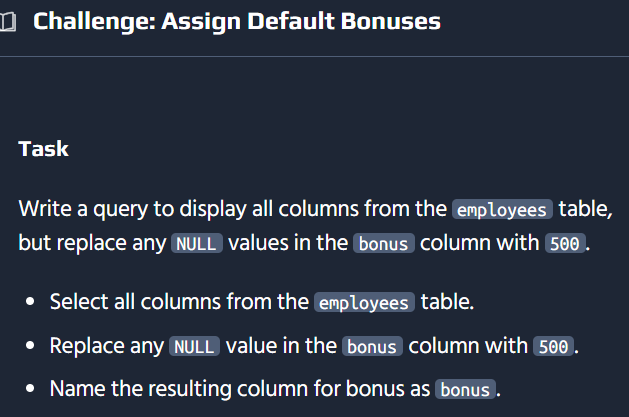 Challenge: Assign Default Bonuses
Task
Write a query to display all columns from the employees table,
but replace any NULL values in the bonus column with 500.
• Select all columns from the employees table.
• Replace any NULL value in the bonus column with 500.
• Name the resulting column for bonus as bonus.